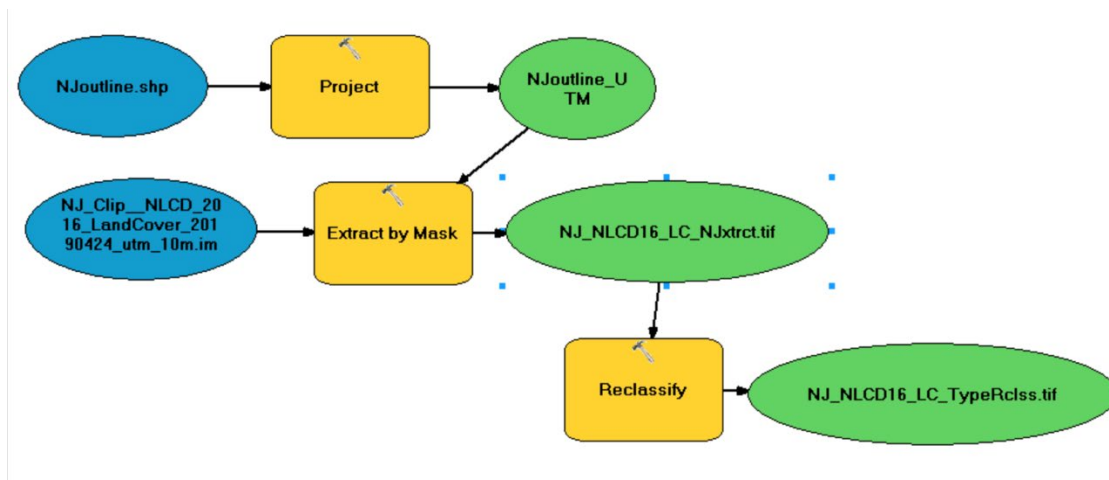 NJoutline.shp
Project
NJoutline_U
TM
NJ_Clip__NLCD_20
16_LandCover_201
90424_utm_10m.im
Extract by Mask
NJ_NLCD16_LC_NJxtrct.tif
Reclassify
NJ_NLCD16_LC_TypeRclss.tif